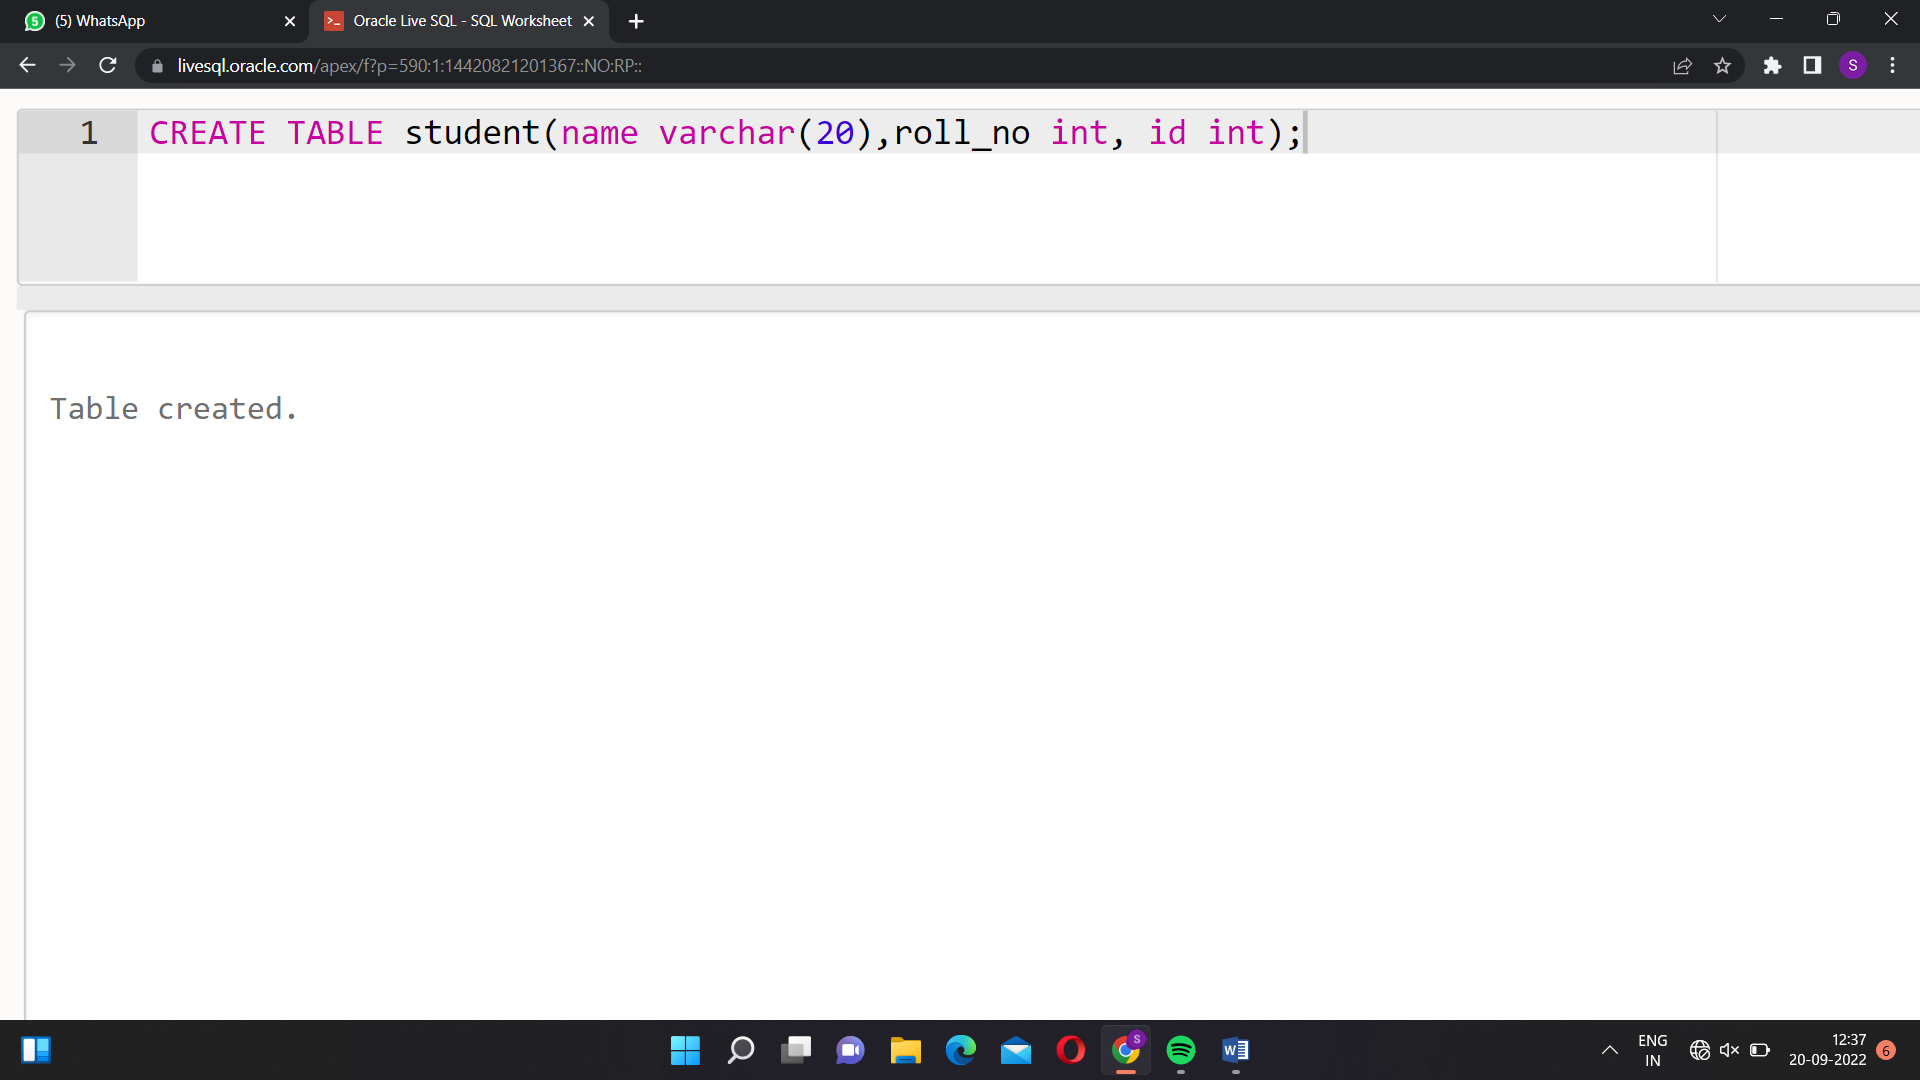 5 (5) WhatsApp
>_ Oracle Live SQL - SQL Worksheet
livesql.oracle.com/apex/f?p=590:1:14420821201367::NO:RP::
S
1 CREATE TABLE student(name varchar(20),roll_no int, id int);
Table created.
S
W
ENG
IN
12:37
20-09-2022
6